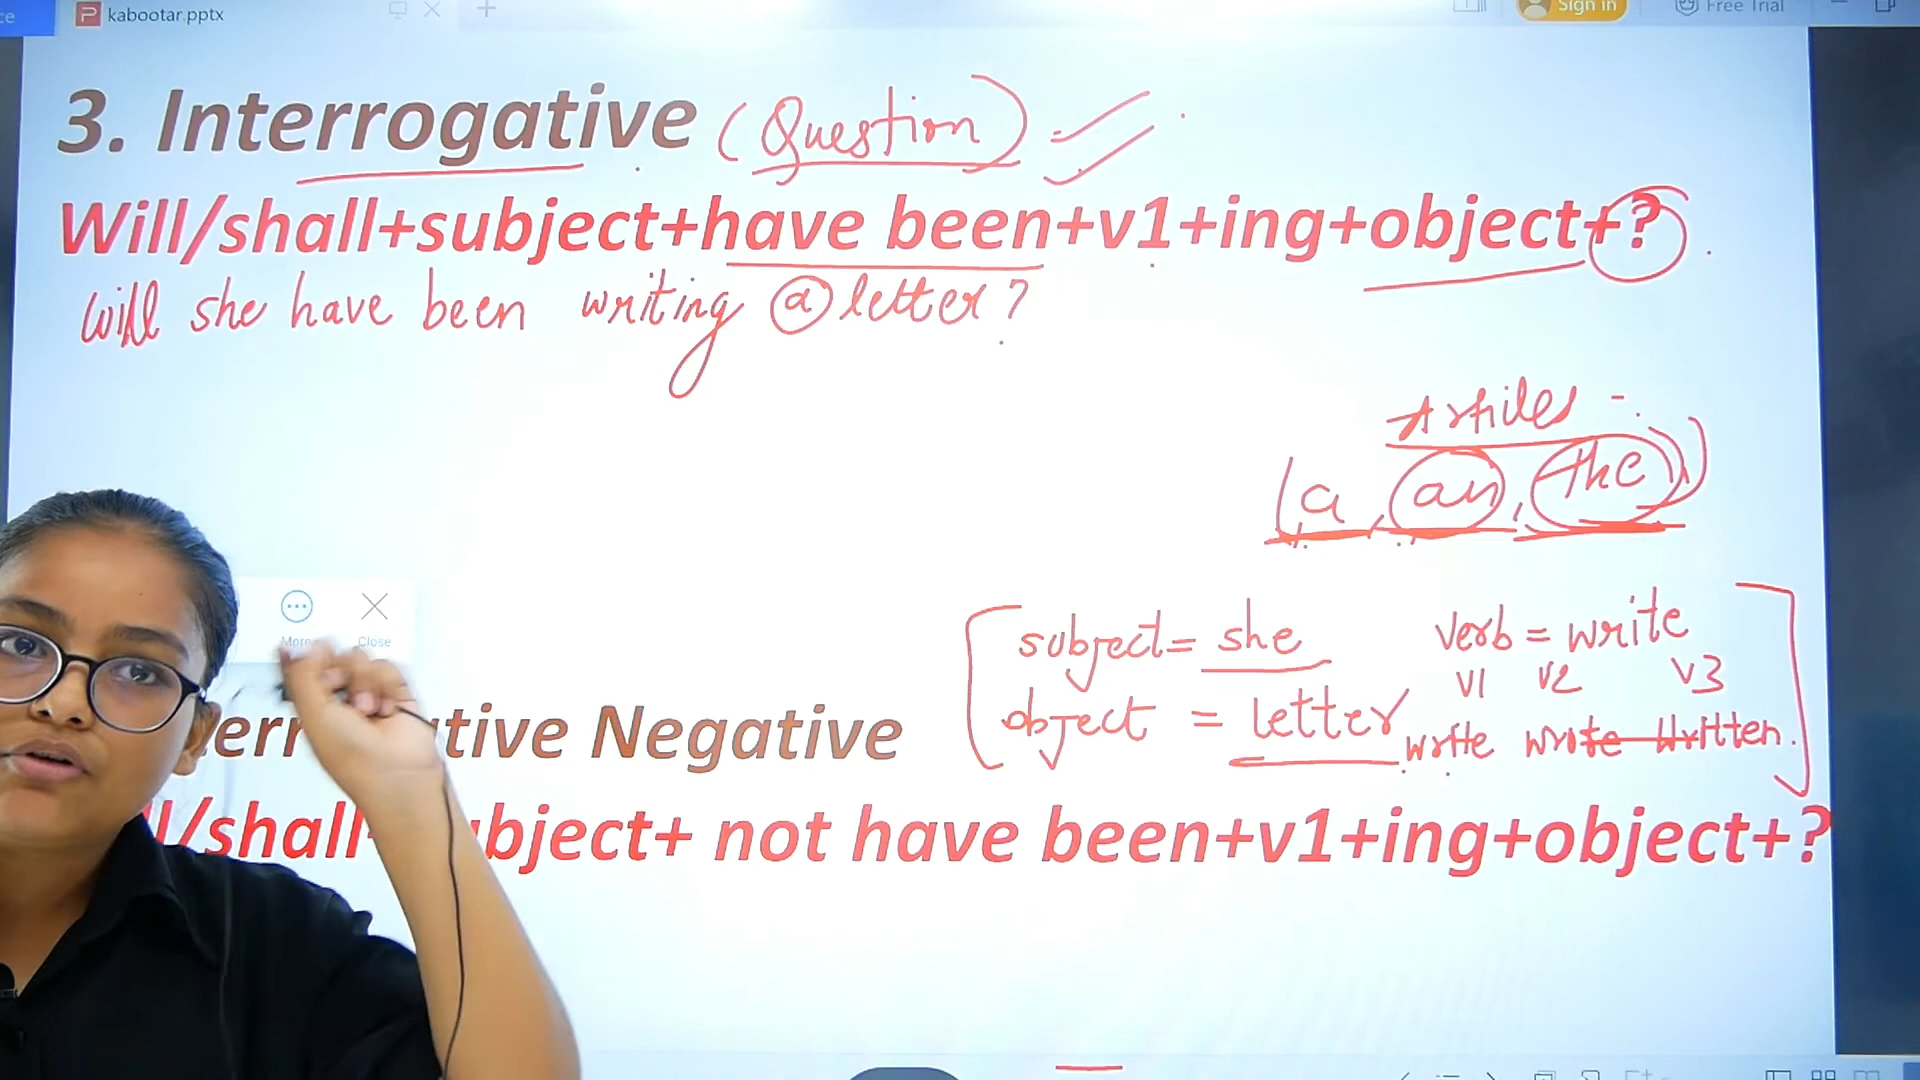 kabootar.pptx
Sign in
Free Trial
3. Interrogative (Question)
Will/shall+subject+have been+v1+ing+object+?
will she have been writing a letter?
(a, an, the)
More
Close
subject= she
verb = write
V1 V2 V3
object = letter
write wrote written.
tive Negative
/shall
bject+ not have been+v1+ing+object+?